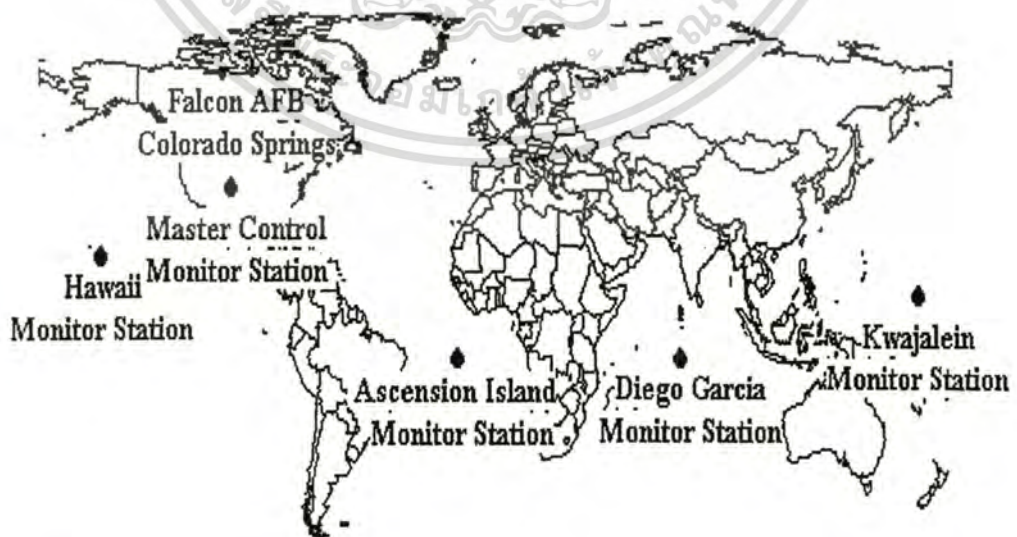 Falcon AFB
Colorado Springs
Master Control
Monitor Station
Hawaii
Monitor Station
Ascension Island
Monitor Station
Diego Garcia
Monitor Station
Kwajalein
Monitor Station